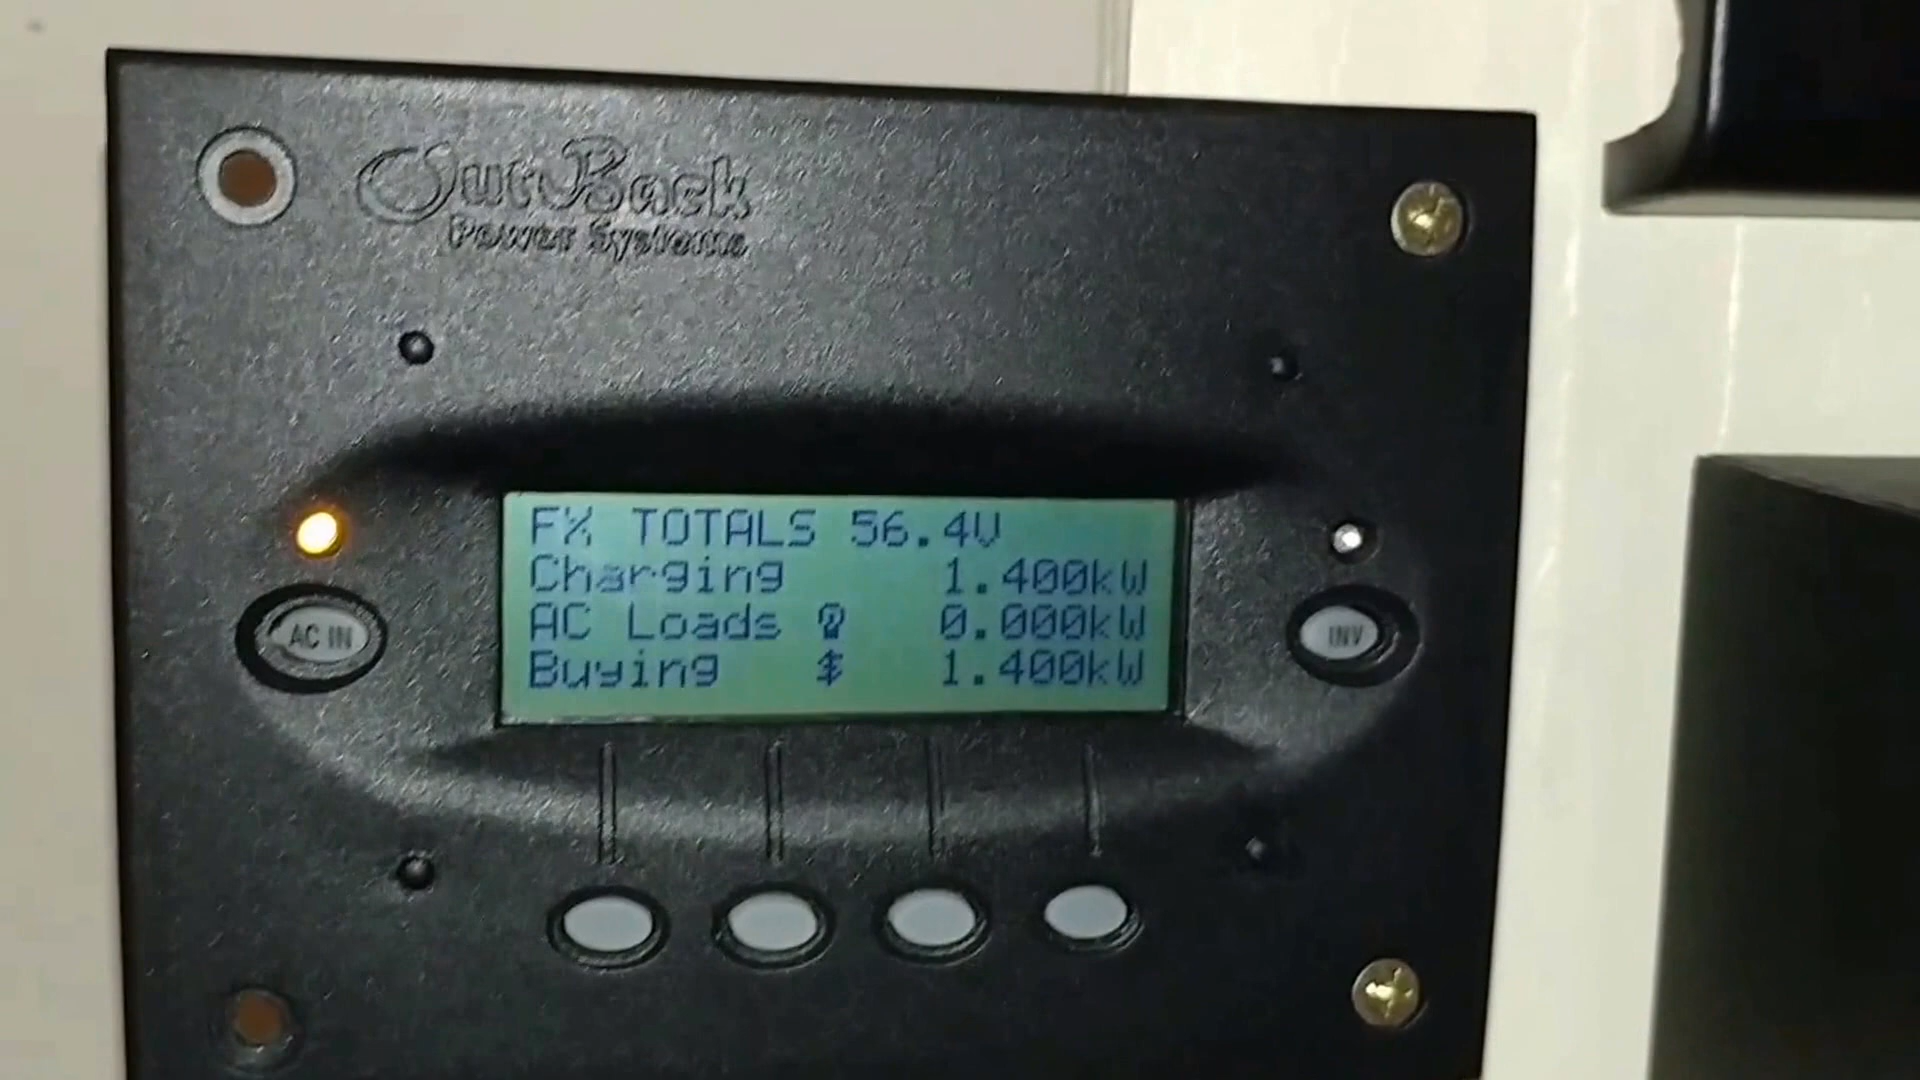 OutBack
Power Systems
FX TOTALS 56.4V
Charging 1.400kW
AC Loads 0.000kW
Buying $ 1.400kW
AC IN
INV